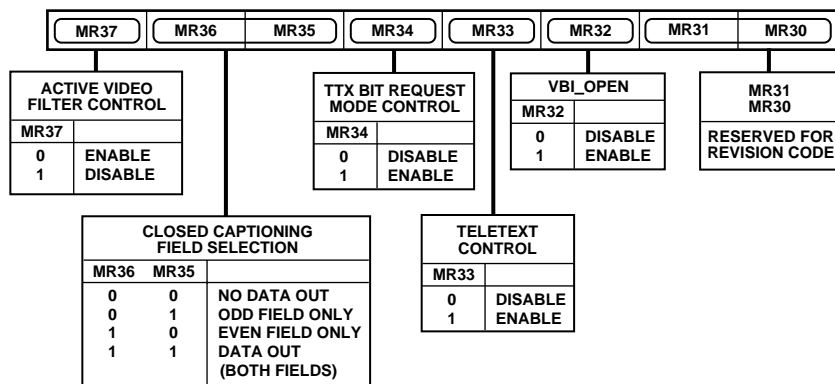 MR37 MR36 MR35 MR34 MR33 MR32 MR31 MR30
ACTIVE VIDEO
FILTER CONTROL
MR37
0 ENABLE
1 DISABLE
TTX BIT REQUEST
MODE CONTROL
MR34
0 DISABLE
1 ENABLE
VBI_OPEN
MR32
0 DISABLE
1 ENABLE
MR31
MR30
RESERVED FOR
REVISION CODE
CLOSED CAPTIONING
FIELD SELECTION
MR36 MR35
0 0 NO DATA OUT
0 1 ODD FIELD ONLY
1 0 EVEN FIELD ONLY
1 1 DATA OUT
(BOTH FIELDS)
TELETEXT
CONTROL
MR33
0 DISABLE
1 ENABLE